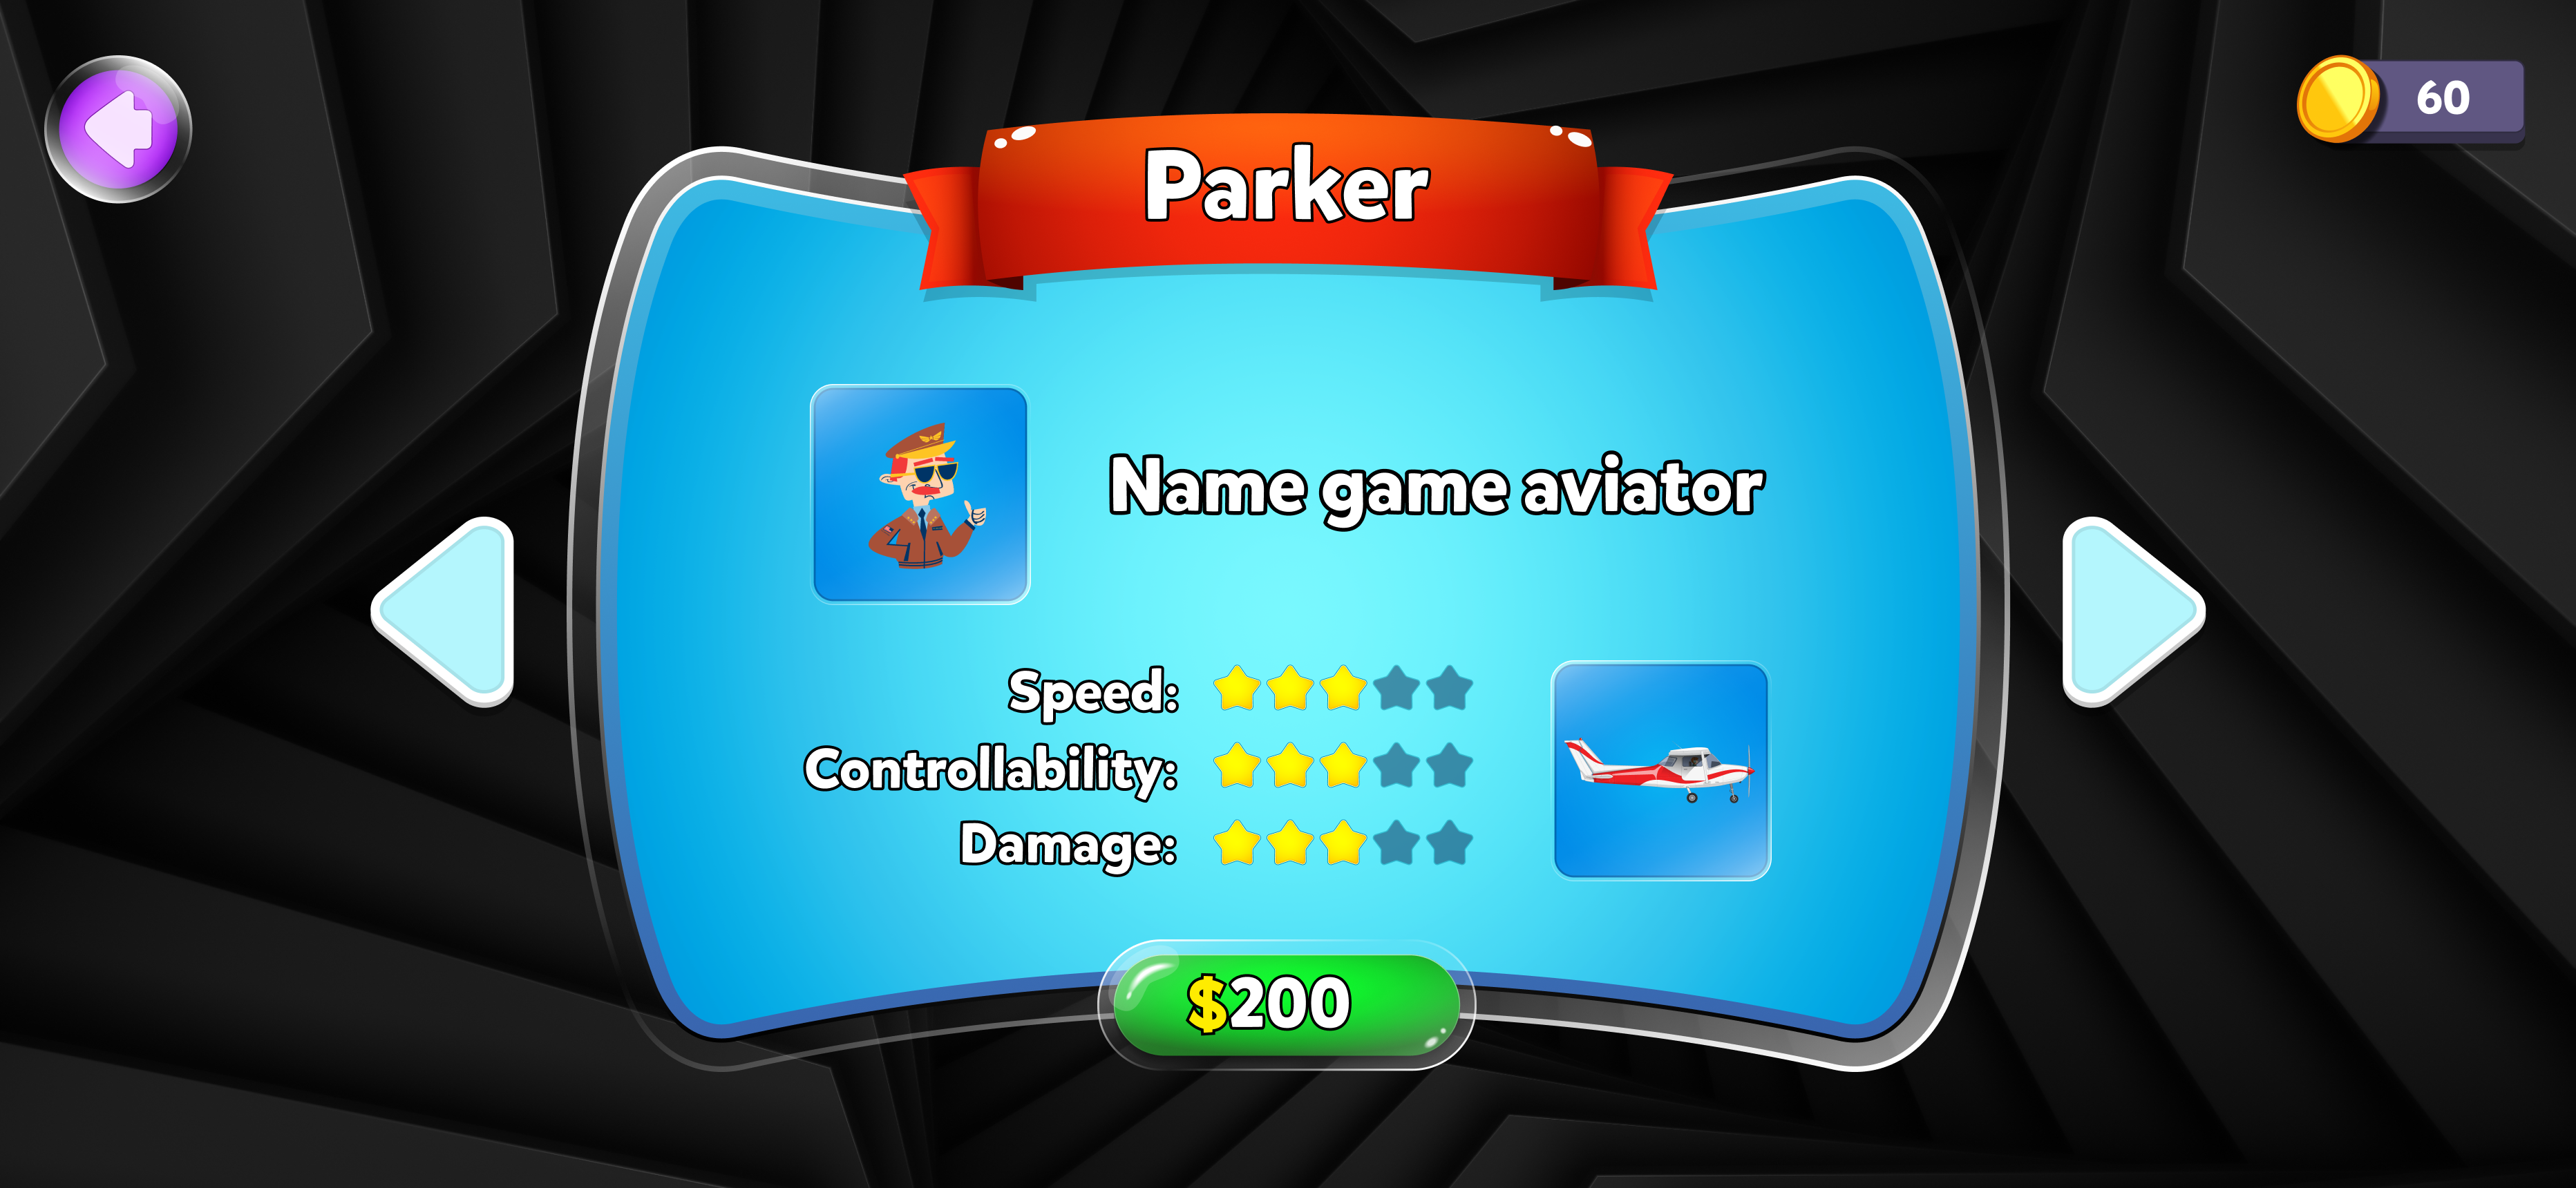 60
Parker
Name game aviator
Speed:
Controllability:
Damage:
$200